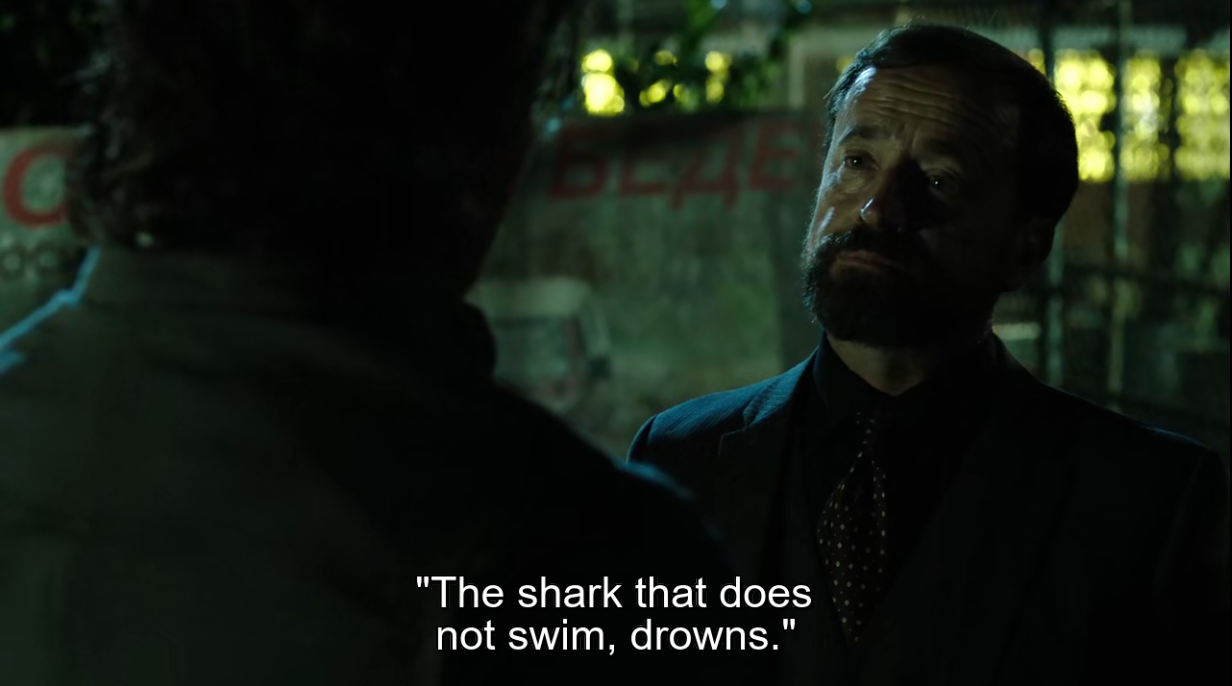 БЕДЕ
"The shark that does
not swim, drowns."